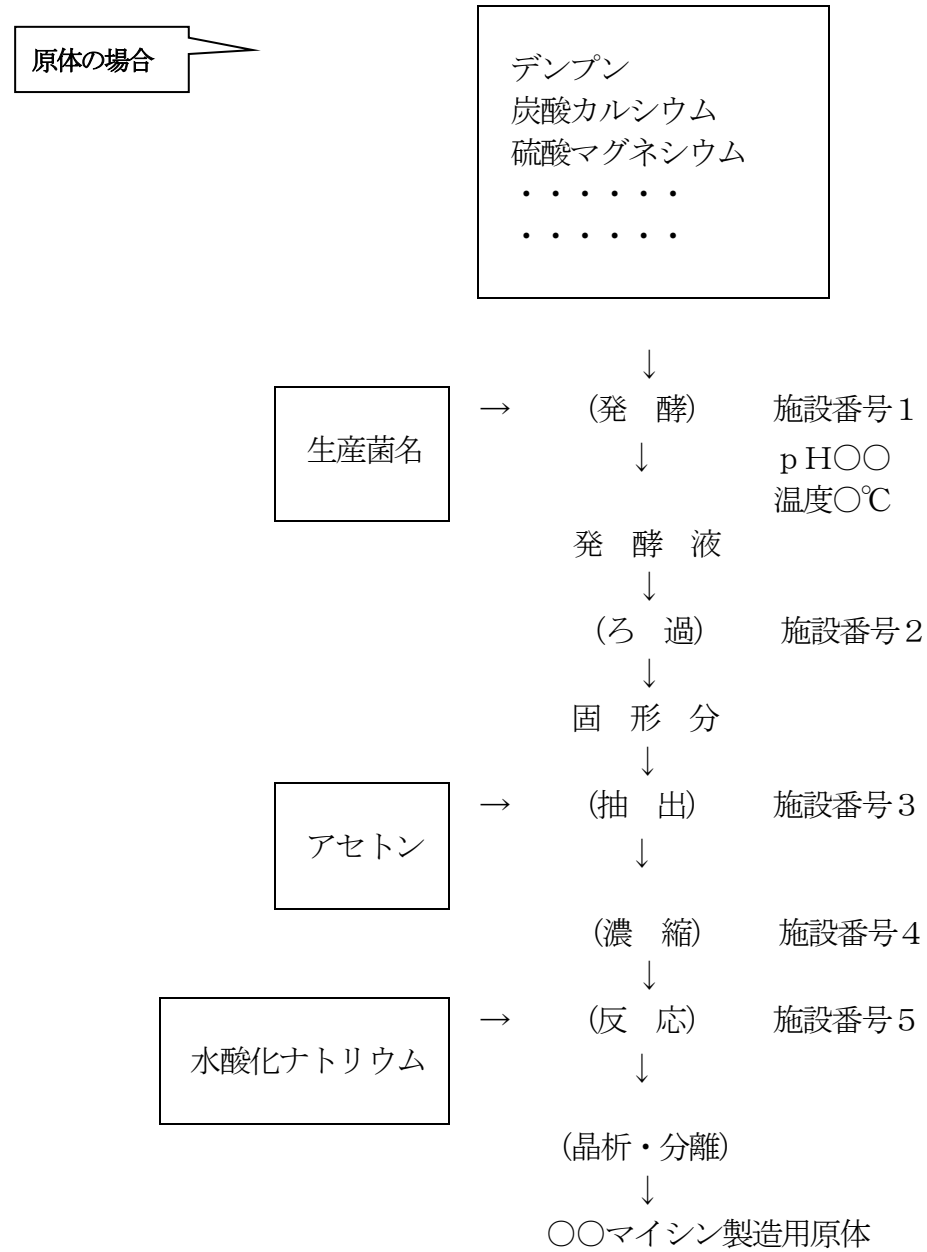 原体の場合
デンプン
炭酸カルシウム
硫酸マグネシウム
・・・・・・
・・・・・・
↓
生産菌名
→ (発　酵)　施設番号１
↓　ｐH○○
温度○℃
発　酵　液
↓
(ろ　過)　施設番号２
↓
固　形　分
↓
アセトン
→ (抽　出)　施設番号３
↓
(濃　縮)　施設番号４
↓
水酸化ナトリウム
→ (反　応)　施設番号５
↓
(晶析・分離)
↓
○○マイシン製造用原体